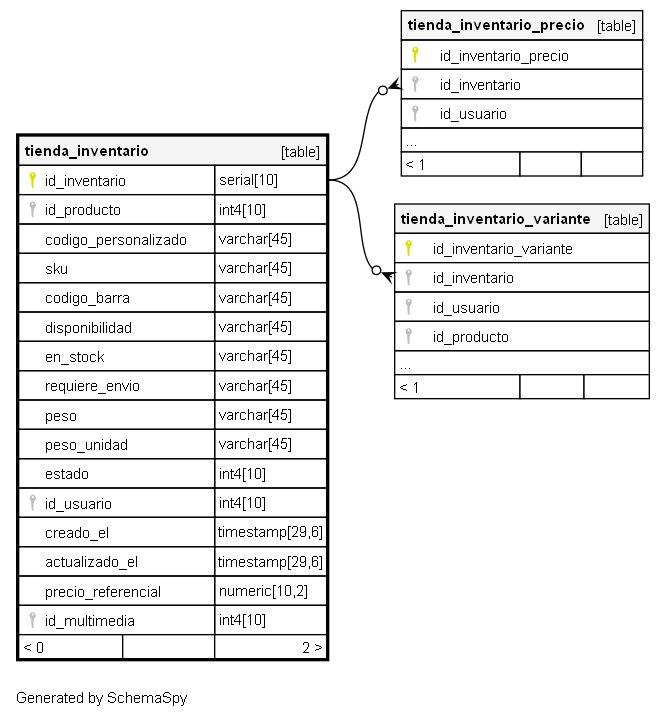 tienda_inventario_precio [table]
id_inventario_precio
id_inventario
id_usuario
...
< 1
tienda_inventario [table]
id_inventario serial[10]
id_producto int4[10]
codigo_personalizado varchar[45]
sku varchar[45]
codigo_barra varchar[45]
disponibilidad varchar[45]
en_stock varchar[45]
requiere_envio varchar[45]
peso varchar[45]
peso_unidad varchar[45]
estado int4[10]
id_usuario int4[10]
creado_el timestamp[29,6]
actualizado_el timestamp[29,6]
precio_referencial numeric[10,2]
id_multimedia int4[10]
< 0 2 >
tienda_inventario_variante [table]
id_inventario_variante
id_inventario
id_usuario
id_producto
...
< 1
Generated by SchemaSpy